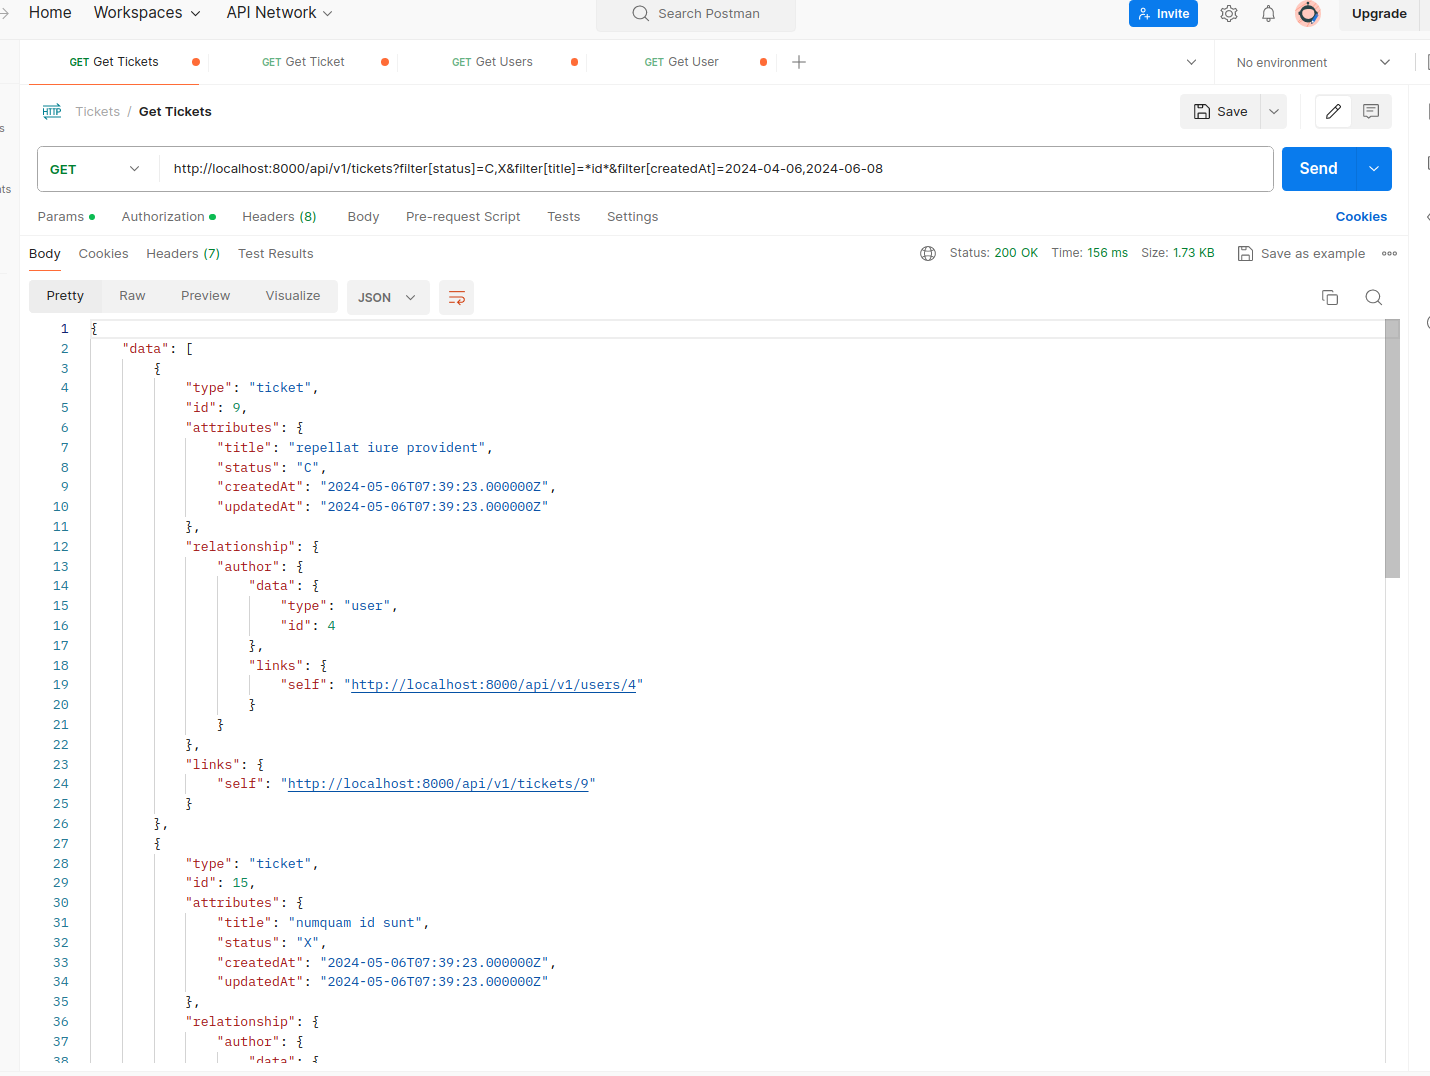 Home Workspaces API Network Search Postman Invite Upgrade
GET Get Tickets GET Get Ticket GET Get Users GET Get User No environment
HTTP Tickets / Get Tickets Save
s
GET http://localhost:8000/api/v1/tickets?filter[status]=C,X&filter[title]=*id*&filter[createdAt]=2024-04-06,2024-06-08 Send
ts
Params Authorization Headers (8) Body Pre-request Script Tests Settings Cookies
Body Cookies Headers (7) Test Results Status: 200 OK Time: 156 ms Size: 1.73 KB Save as example
Pretty Raw Preview Visualize JSON
1 {
2 "data": [
3 {
4 "type": "ticket",
5 "id": 9,
6 "attributes": {
7 "title": "repellat iure provident",
8 "status": "C",
9 "createdAt": "2024-05-06T07:39:23.000000Z",
10 "updatedAt": "2024-05-06T07:39:23.000000Z"
11 },
12 "relationship": {
13 "author": {
14 "data": {
15 "type": "user",
16 "id": 4
17 },
18 "links": {
19 "self": "http://localhost:8000/api/v1/users/4"
20 }
21 }
22 },
23 "links": {
24 "self": "http://localhost:8000/api/v1/tickets/9"
25 }
26 },
27 {
28 "type": "ticket",
29 "id": 15,
30 "attributes": {
31 "title": "numquam id sunt",
32 "status": "X",
33 "createdAt": "2024-05-06T07:39:23.000000Z",
34 "updatedAt": "2024-05-06T07:39:23.000000Z"
35 },
36 "relationship": {
37 "author": {
38 "data": {